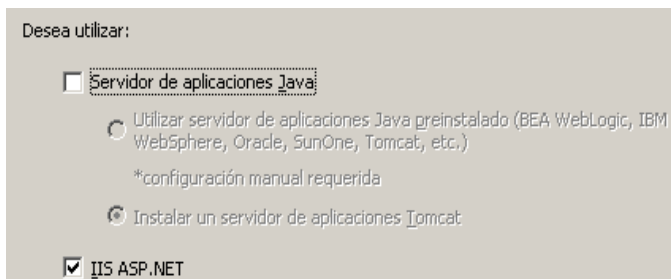 Desea utilizar:
Servidor de aplicaciones Java
Utilizar servidor de aplicaciones Java preinstalado (BEA WebLogic, IBM
WebSphere, Oracle, SunOne, Tomcat, etc.)
*configuración manual requerida
Instalar un servidor de aplicaciones Tomcat
IIS ASP.NET